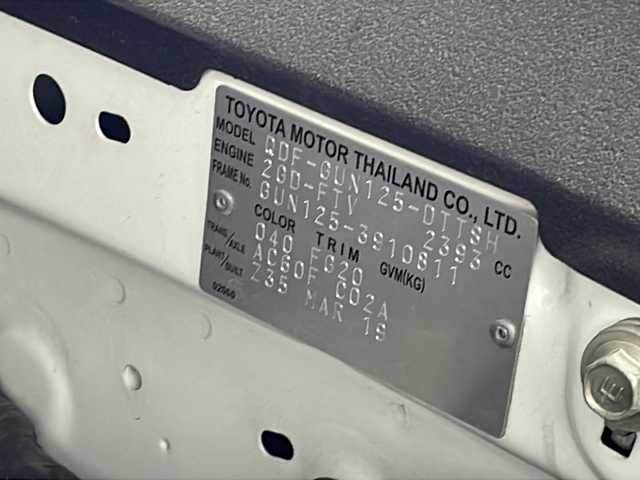 TOYOTA MOTOR THAILAND CO., LTD.
MODEL QDF-GUN125-DTTSH
ENGINE 2GD-FTV 2393 CC
FRAME No. GUN125-3910811
COLOR TRIM GVM(KG)
040 FG20
TRANS/AXLE AC60F C02A
PLANT/BUILT Z35 MAR 19
02060
E